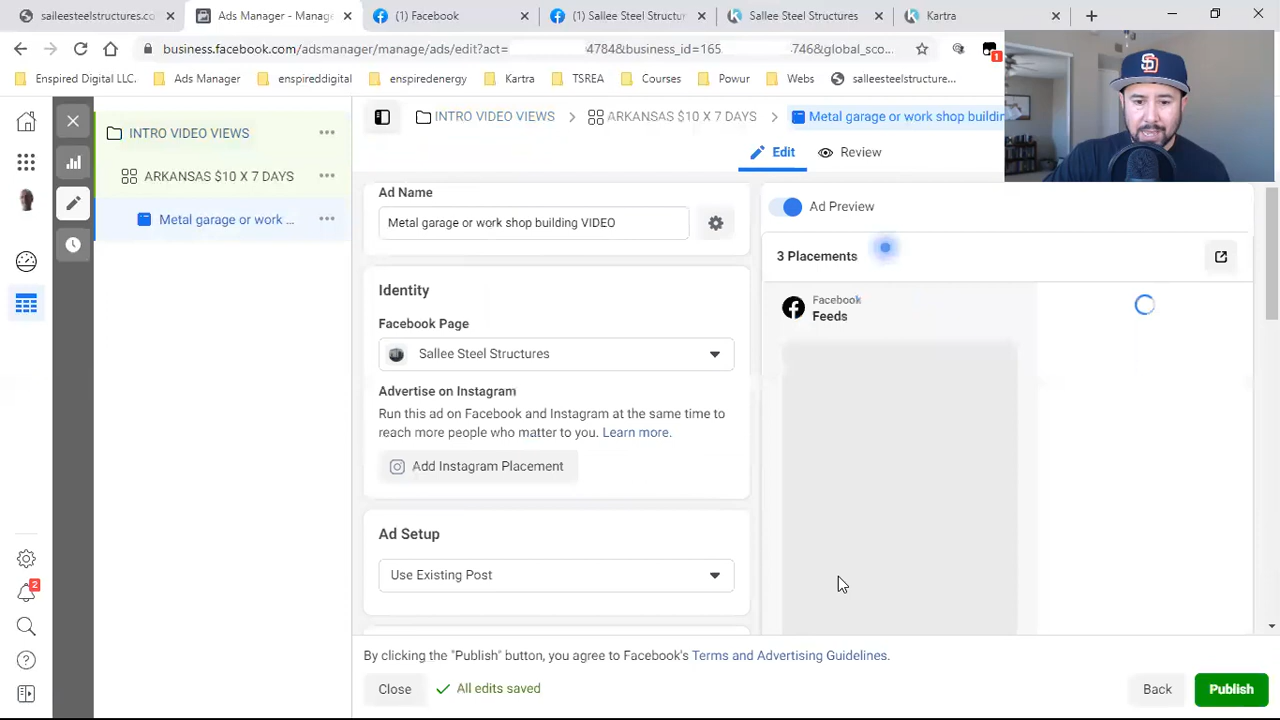 salleesteelstructures.co
Ads Manager - Manage
(1) Facebook
(1) Sallee Steel Structur
Sallee Steel Structures
Kartra
business.facebook.com/adsmanager/manage/ads/edit?act=
4784&business_id=165
746&global_sco...
1
Enspired Digital LLC.
Ads Manager
enspireddigital
enspiredenergy
Kartra
TSREA
Courses
Powur
Webs
salleesteelstructure...
INTRO VIDEO VIEWS
ARKANSAS $10 X 7 DAYS
Metal garage or work ...
INTRO VIDEO VIEWS
ARKANSAS $10 X 7 DAYS
Metal garage or work shop buildin
Edit
Review
Ad Name
Metal garage or work shop building VIDEO
Identity
Facebook Page
Sallee Steel Structures
Advertise on Instagram
Run this ad on Facebook and Instagram at the same time to
reach more people who matter to you. Learn more.
Add Instagram Placement
Ad Setup
Use Existing Post
Ad Preview
3 Placements
Facebook
Feeds
2
By clicking the "Publish" button, you agree to Facebook's Terms and Advertising Guidelines.
Close
All edits saved
Back
Publish
SD